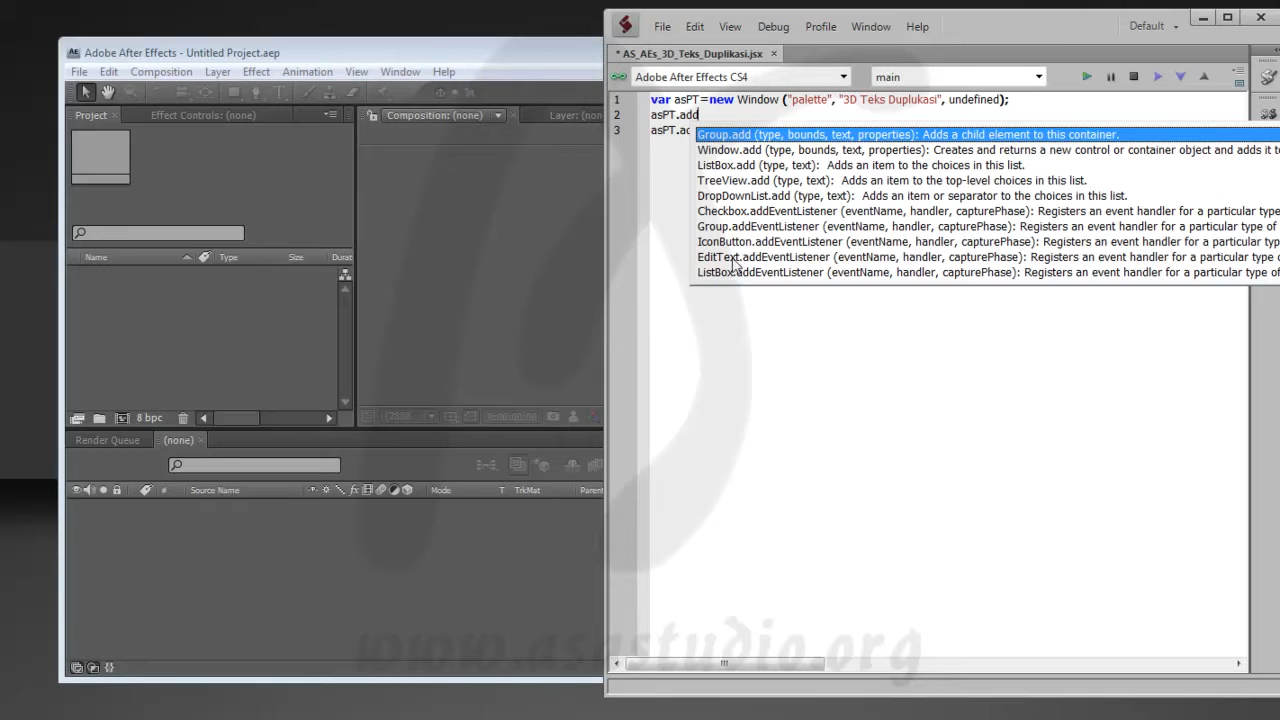 Adobe After Effects - Untitled Project.aep
File Edit Composition Layer Effect Animation View Window Help
Project
Effect Controls: (none)
Composition: (none)
Layer: (none)
Name Type Size
8 bpc
Render Queue
(none)
# Source Name Mode T TrkMat Parent
File Edit View Debug Profile Window Help
Default
* AS_AEs_3D_Teks_Duplikasi.jsx
Adobe After Effects CS4
main
1 var asPT=new Window ("palette", "3D Teks Duplukasi", undefined);
2 asPT.add
3 asPT.ad
Group.add (type, bounds, text, properties): Adds a child element to this container.
Window.add (type, bounds, text, properties): Creates and returns a new control or container object and adds it to
ListBox.add (type, text): Adds an item to the choices in this list.
TreeView.add (type, text): Adds an item to the top-level choices in this list.
DropDownList.add (type, text): Adds an item or separator to the choices in this list.
Checkbox.addEventListener (eventName, handler, capturePhase): Registers an event handler for a particular type
Group.addEventListener (eventName, handler, capturePhase): Registers an event handler for a particular type of
IconButton.addEventListener (eventName, handler, capturePhase): Registers an event handler for a particular
EditText.addEventListener (eventName, handler, capturePhase): Registers an event handler for a particular type
ListBox.addEventListener (eventName, handler, capturePhase): Registers an event handler for a particular type of
www.asastudio.org